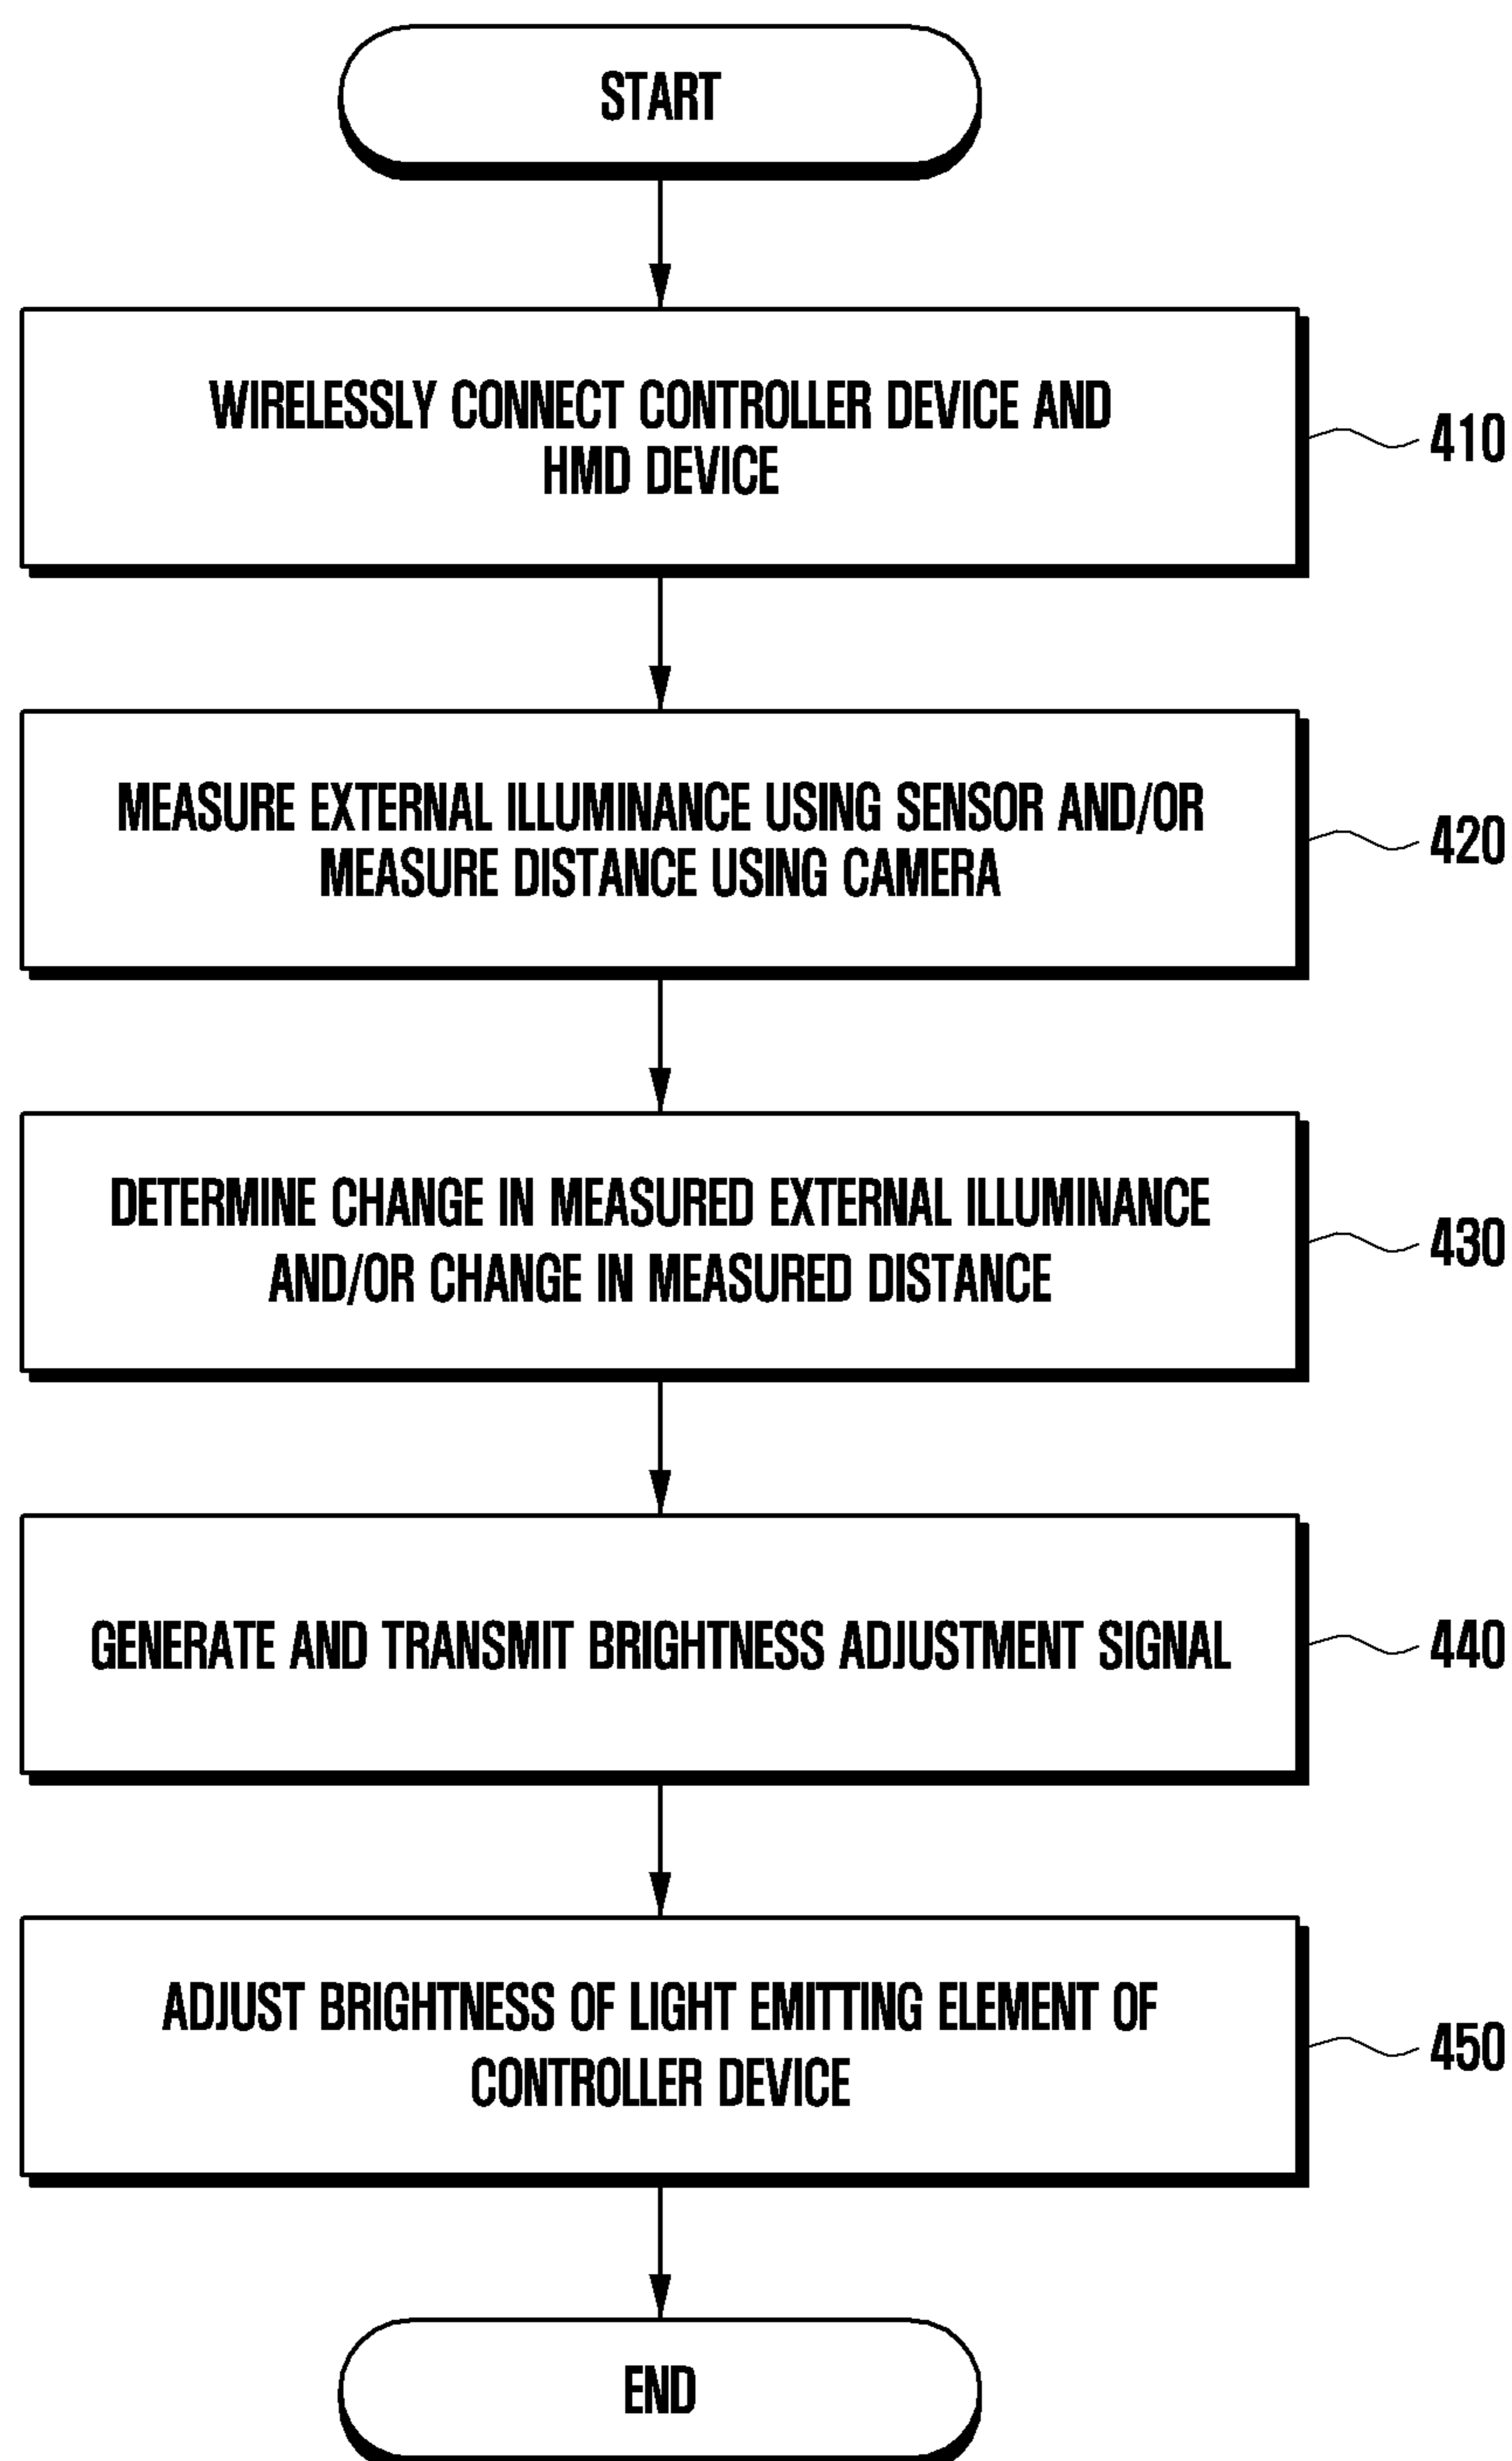 START
WIRELESSLY CONNECT CONTROLLER DEVICE AND
HMD DEVICE
410
MEASURE EXTERNAL ILLUMINANCE USING SENSOR AND/OR
MEASURE DISTANCE USING CAMERA
420
DETERMINE CHANGE IN MEASURED EXTERNAL ILLUMINANCE
AND/OR CHANGE IN MEASURED DISTANCE
430
GENERATE AND TRANSMIT BRIGHTNESS ADJUSTMENT SIGNAL
440
ADJUST BRIGHTNESS OF LIGHT EMITTING ELEMENT OF
CONTROLLER DEVICE
450
END